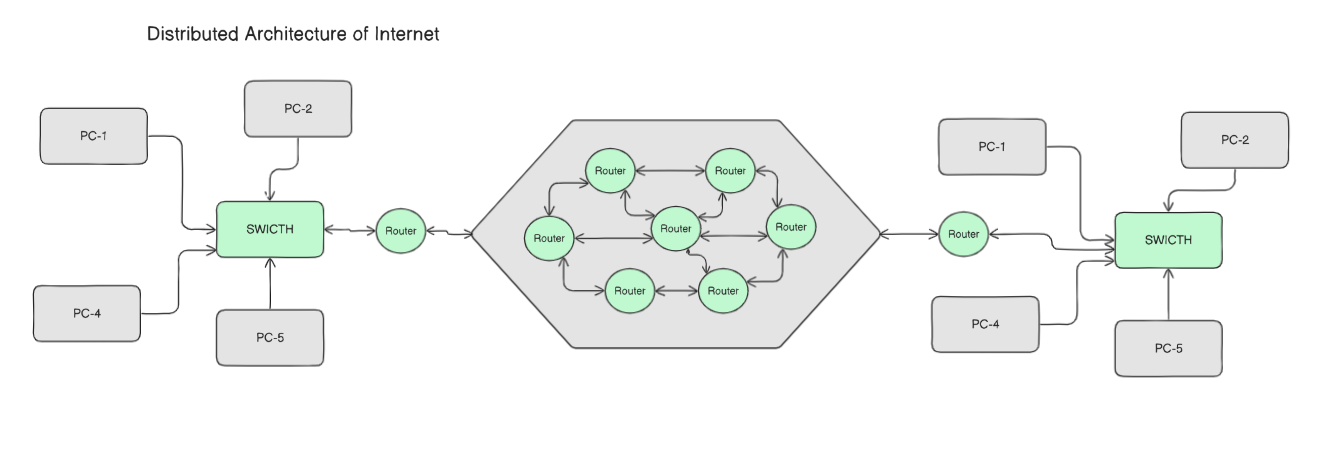 Distributed Architecture of Internet
PC-1
PC-2
SWICTH
Router
PC-4
PC-5
Router
Router
Router
Router
Router
Router
Router
Router
PC-1
PC-2
SWICTH
PC-4
PC-5